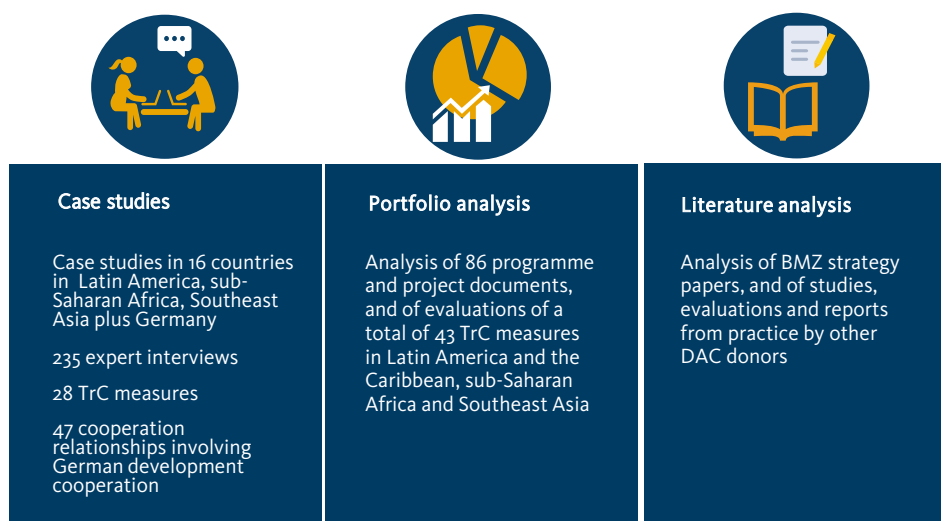 Case studies
Case studies in 16 countries
in Latin America, sub-
Saharan Africa, Southeast
Asia plus Germany
235 expert interviews
28 TrC measures
47 cooperation
relationships involving
German development
cooperation
Portfolio analysis
Analysis of 86 programme
and project documents,
and of evaluations of a
total of 43 TrC measures
in Latin America and the
Caribbean, sub-Saharan
Africa and Southeast Asia
Literature analysis
Analysis of BMZ strategy
papers, and of studies,
evaluations and reports
from practice by other
DAC donors